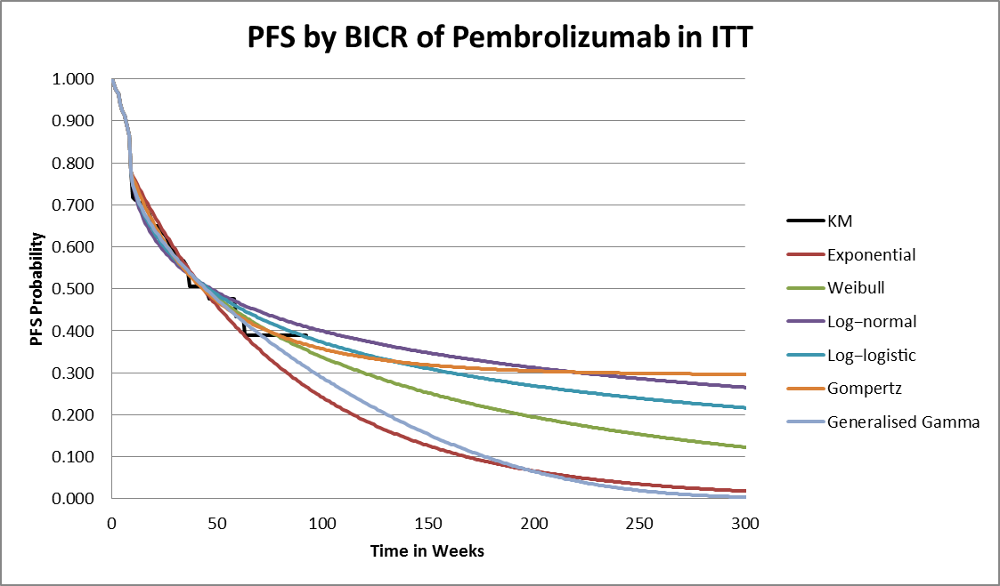 PFS by BICR of Pembrolizumab in ITT
1.000
0.900
0.800
0.700
0.600
0.500
0.400
0.300
0.200
0.100
0.000
PFS Probability
0 50 100 150 200 250 300
Time in Weeks
KM
Exponential
Weibull
Log−normal
Log−logistic
Gompertz
Generalised Gamma